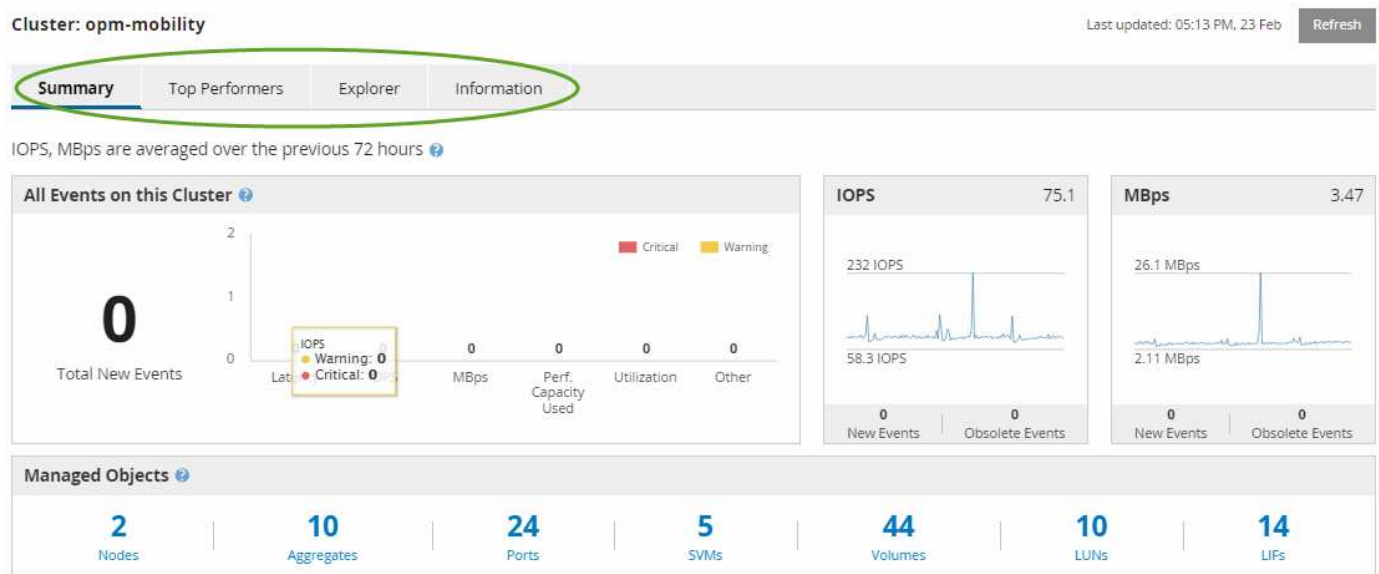 Cluster: opm-mobility
Last updated: 05:13 PM, 23 Feb
Refresh
Summary
Top Performers
Explorer
Information
IOPS, MBps are averaged over the previous 72 hours
All Events on this Cluster
0
Total New Events
2
1
0
Critical
Warning
IOPS
Warning: 0
Critical: 0
0
0
0
0
MBps
Perf.
Capacity
Used
Utilization
Other
IOPS 75.1
232 IOPS
58.3 IOPS
0
New Events
0
Obsolete Events
MBps 3.47
26.1 MBps
2.11 MBps
0
New Events
0
Obsolete Events
Managed Objects
2
Nodes
10
Aggregates
24
Ports
5
SVMs
44
Volumes
10
LUNs
14
LIFs